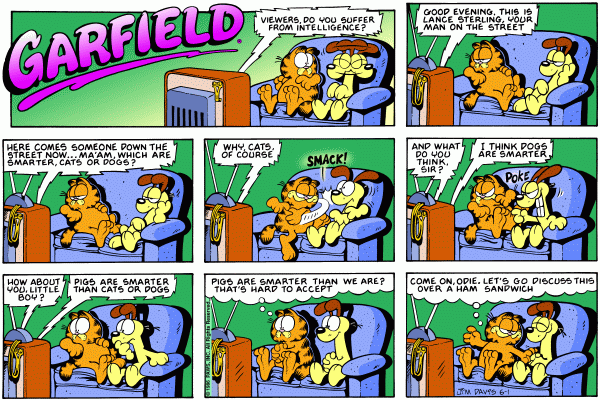 GARFIELD
VIEWERS, DO YOU SUFFER
FROM INTELLIGENCE?
GOOD EVENING, THIS IS
LANCE STERLING, YOUR
MAN ON THE STREET
HERE COMES SOMEONE DOWN THE
STREET NOW... MA'AM, WHICH ARE
SMARTER, CATS OR DOGS?
WHY, CATS,
OF COURSE
SMACK!
AND WHAT
DO YOU
THINK,
SIR?
I THINK DOGS
ARE SMARTER
POKE
HOW ABOUT
YOU, LITTLE
BOY?
PIGS ARE SMARTER
THAN CATS OR DOGS
PIGS ARE SMARTER THAN WE ARE?
THAT'S HARD TO ACCEPT
COME ON, ODIE. LET'S GO DISCUSS THIS
OVER A HAM SANDWICH
JIM DAVIS 6-1